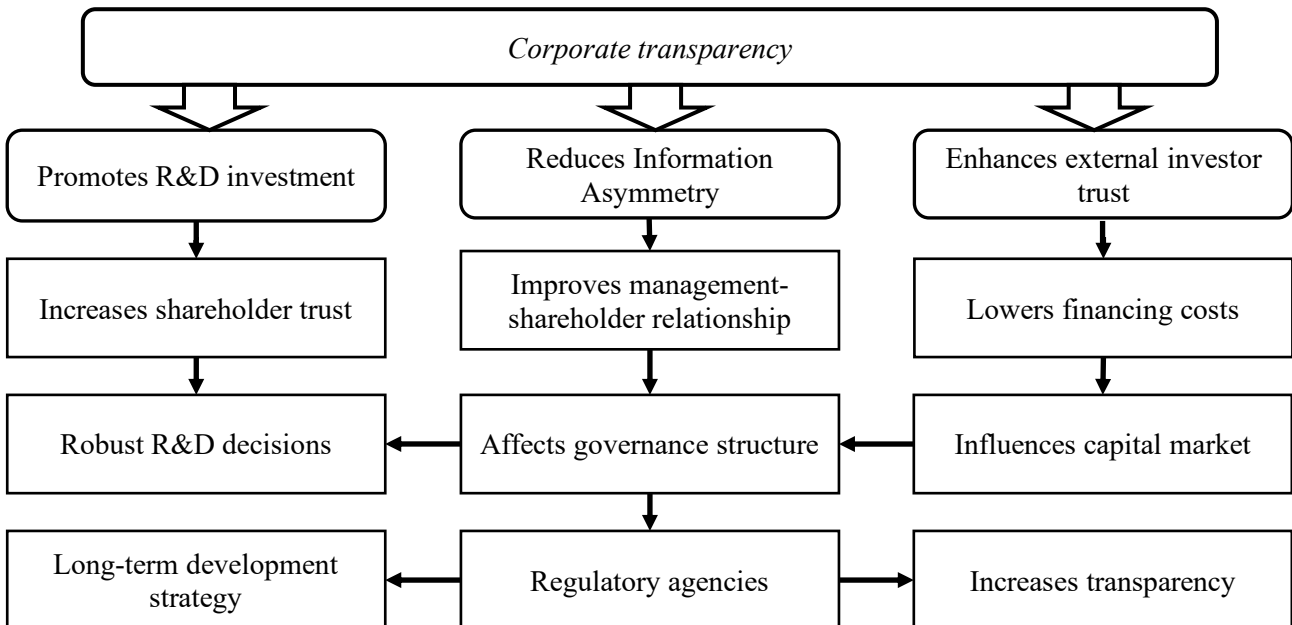 Corporate transparency
Promotes R&D investment
Reduces Information
Asymmetry
Enhances external investor
trust
Increases shareholder trust
Improves management-
shareholder relationship
Lowers financing costs
Robust R&D decisions
Affects governance structure
Influences capital market
Long-term development
strategy
Regulatory agencies
Increases transparency